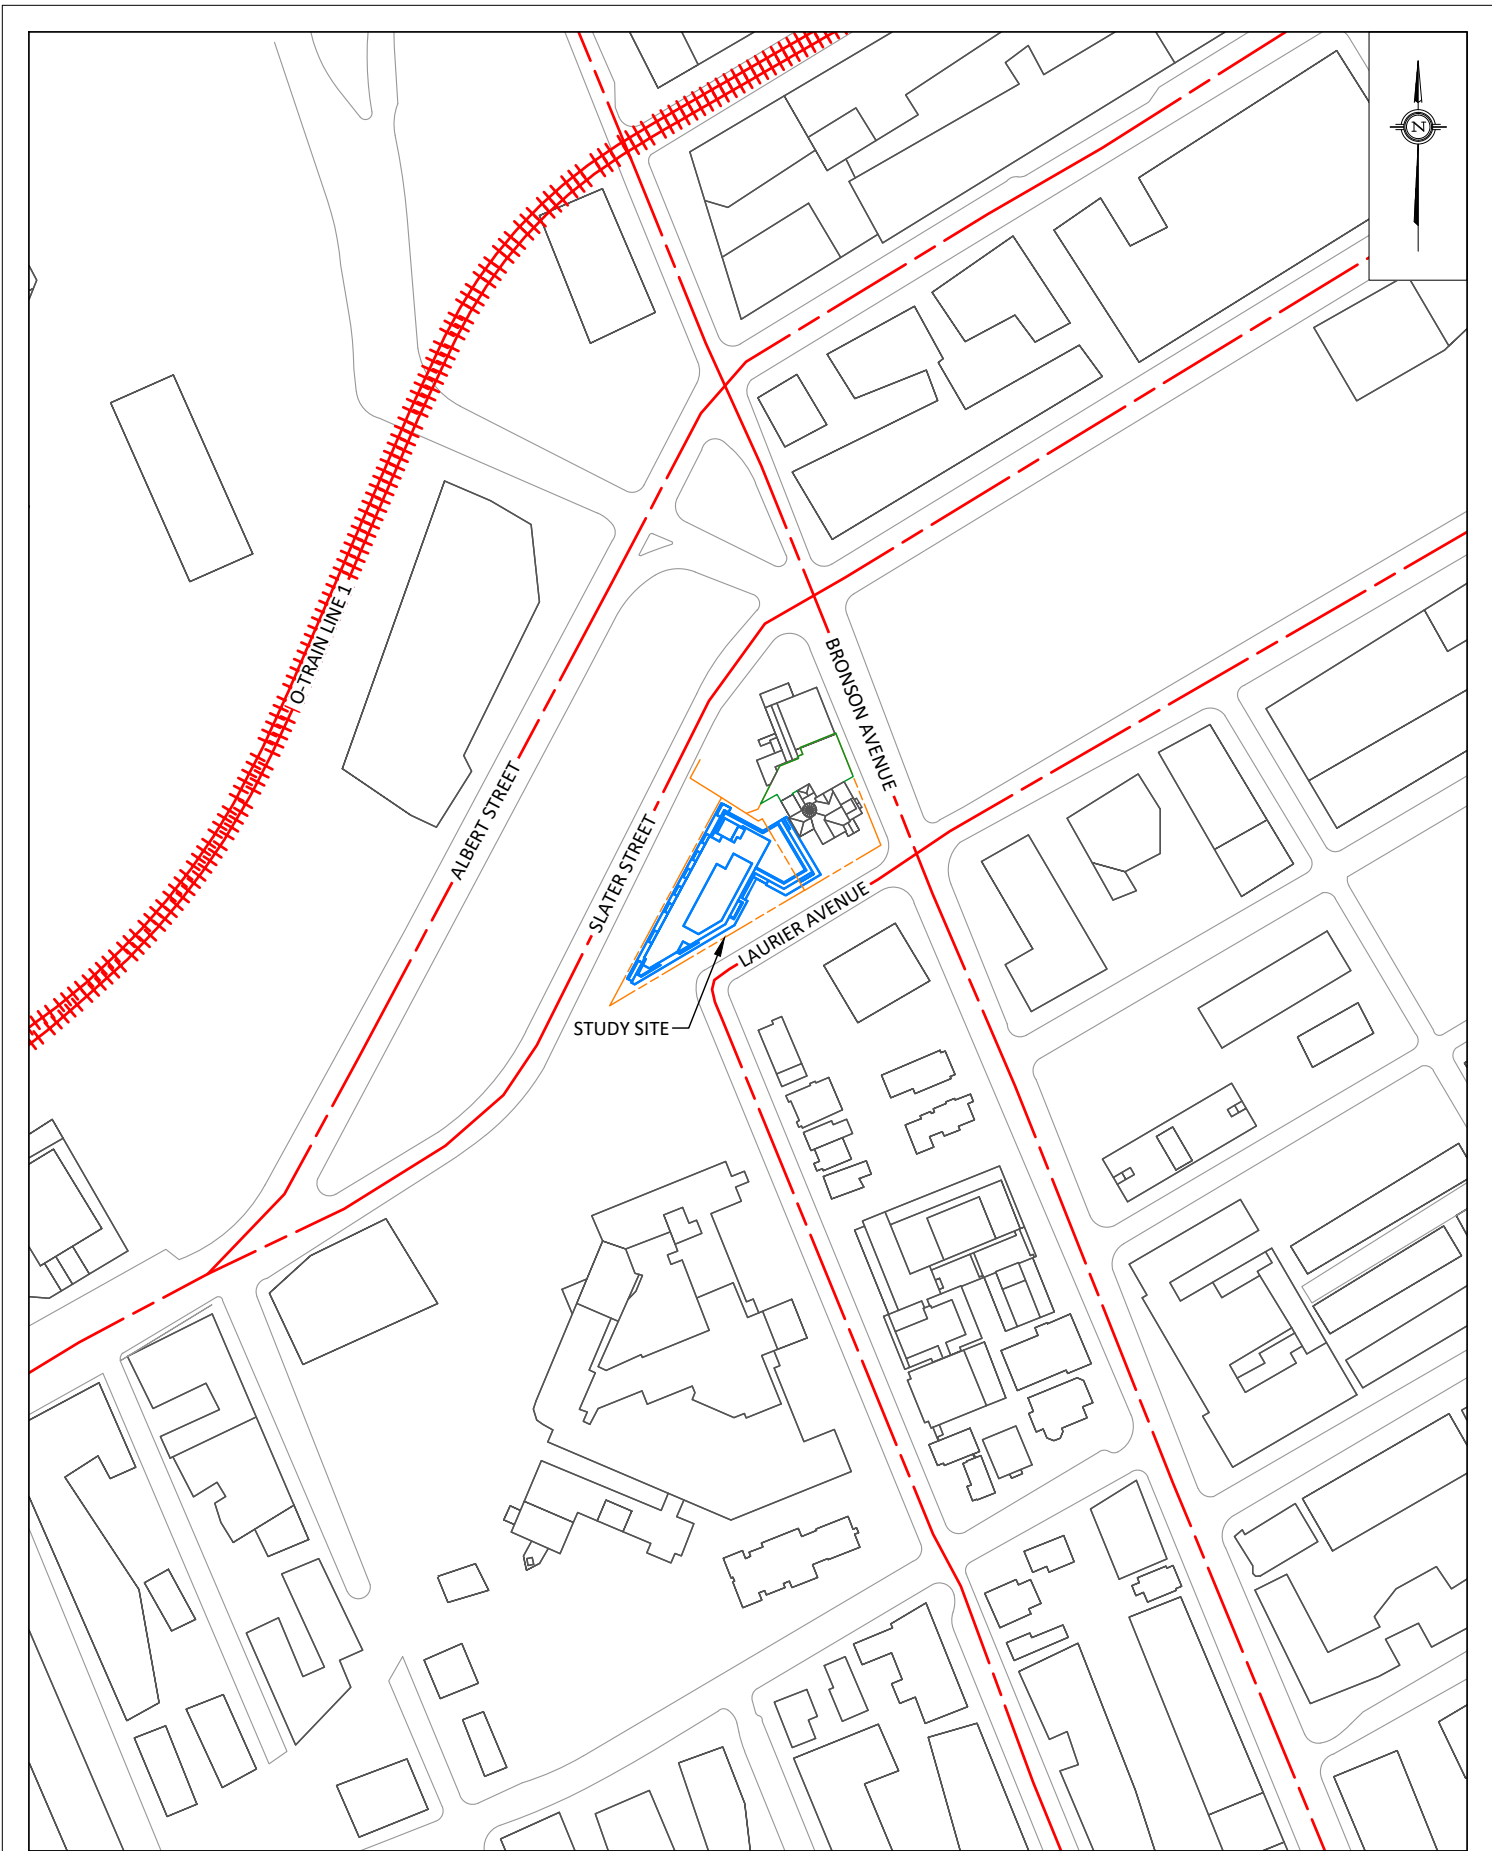 N
O-TRAIN LINE 1
BRONSON AVENUE
ALBERT STREET
SLATER STREET
LAURIER AVENUE
STUDY SITE